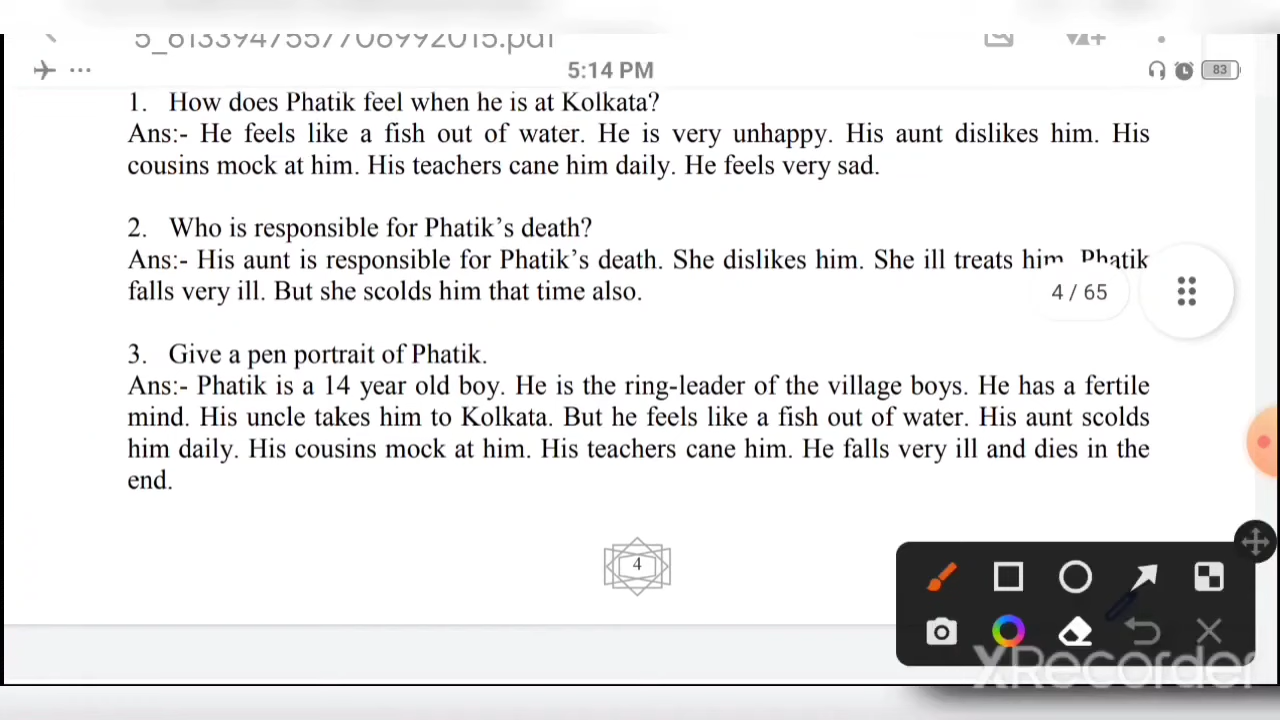 5_6133947557706992015.pdf
5:14 PM
83
1. How does Phatik feel when he is at Kolkata?
Ans:- He feels like a fish out of water. He is very unhappy. His aunt dislikes him. His
cousins mock at him. His teachers cane him daily. He feels very sad.
2. Who is responsible for Phatik's death?
Ans:- His aunt is responsible for Phatik's death. She dislikes him. She ill treats him. Phatik
falls very ill. But she scolds him that time also.
4 / 65
3. Give a pen portrait of Phatik.
Ans:- Phatik is a 14 year old boy. He is the ring-leader of the village boys. He has a fertile
mind. His uncle takes him to Kolkata. But he feels like a fish out of water. His aunt scolds
him daily. His cousins mock at him. His teachers cane him. He falls very ill and dies in the
end.
4
XRecorder